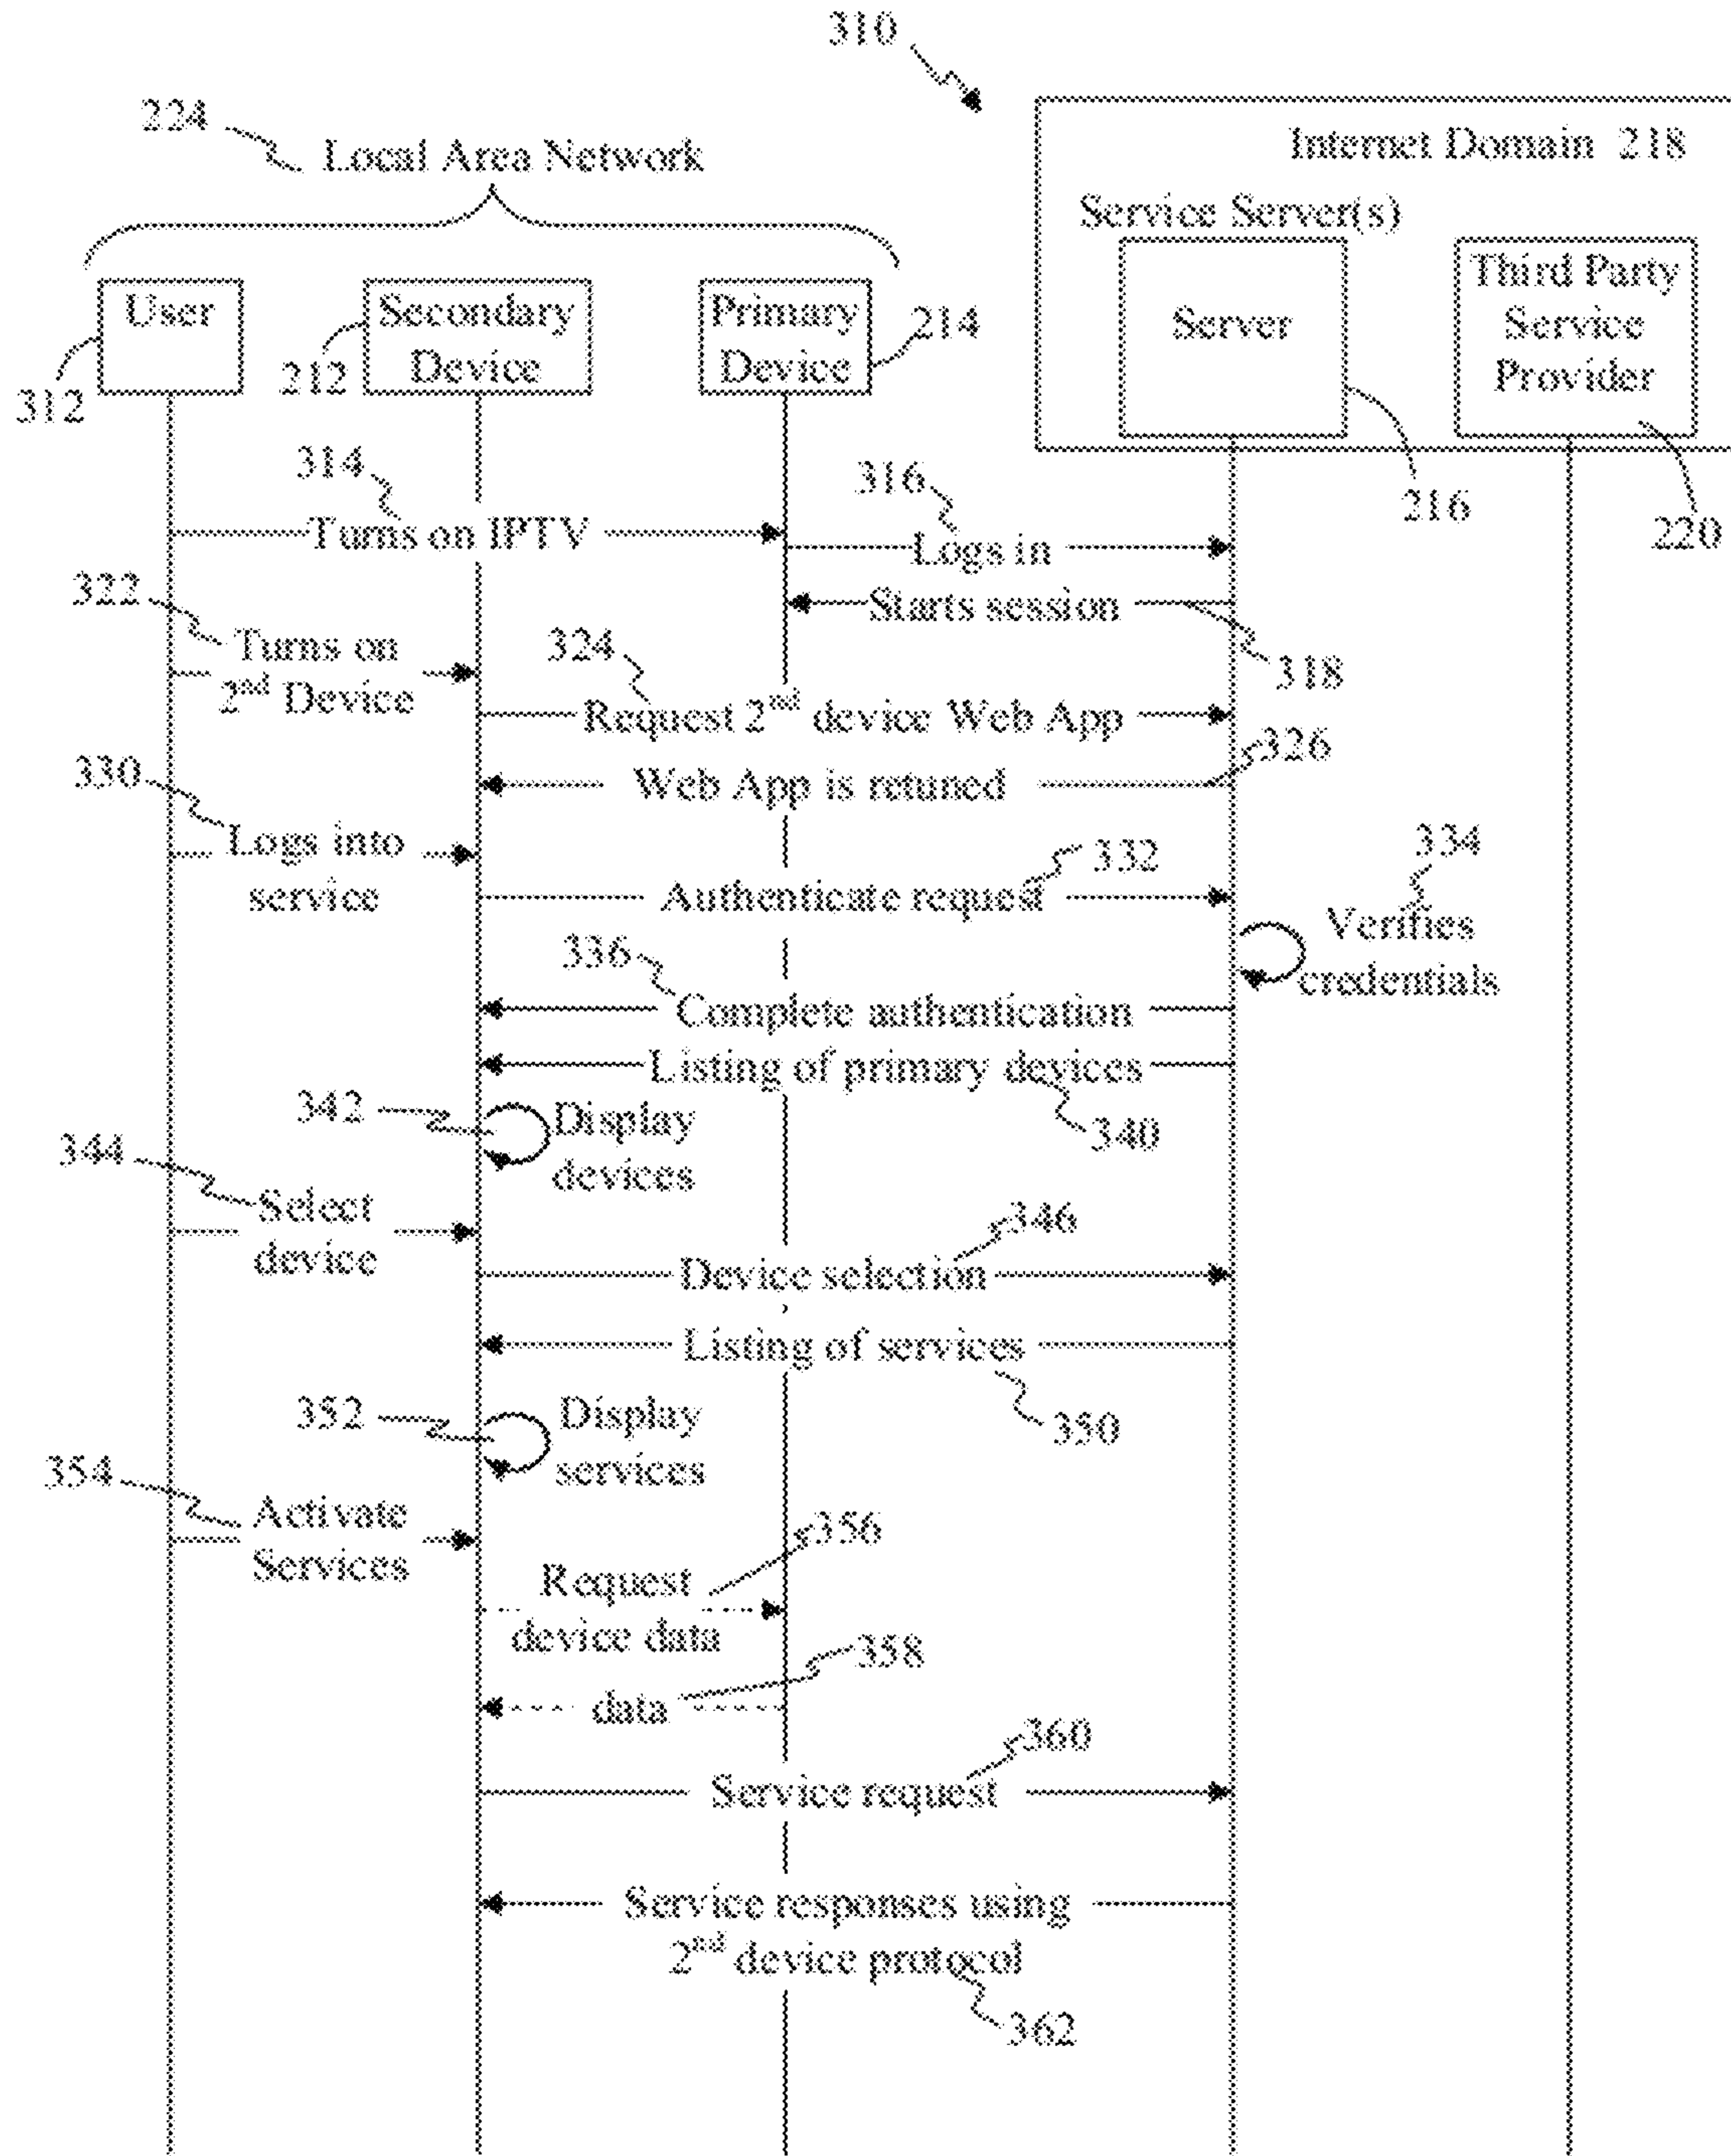 310
224
Local Area Network
Internet Domain 218
Service Server(s)
User
Secondary
Device
Primary
Device
Server
Third Party
Service
Provider
312
212
214
216
220
314
Turns on IPTV
316
Logs in
Starts session
318
322
Turns on
2nd Device
324
Request 2nd device Web App
326
Web App is retuned
330
Logs into
service
332
Authenticate request
334
Verifies
credentials
336
Complete authentication
Listing of primary devices
340
342
Display
devices
344
Select
device
346
Device selection
Listing of services
350
352
Display
services
354
Activate
Services
356
Request
device data
358
data
360
Service request
Service responses using
2nd device protocol
362